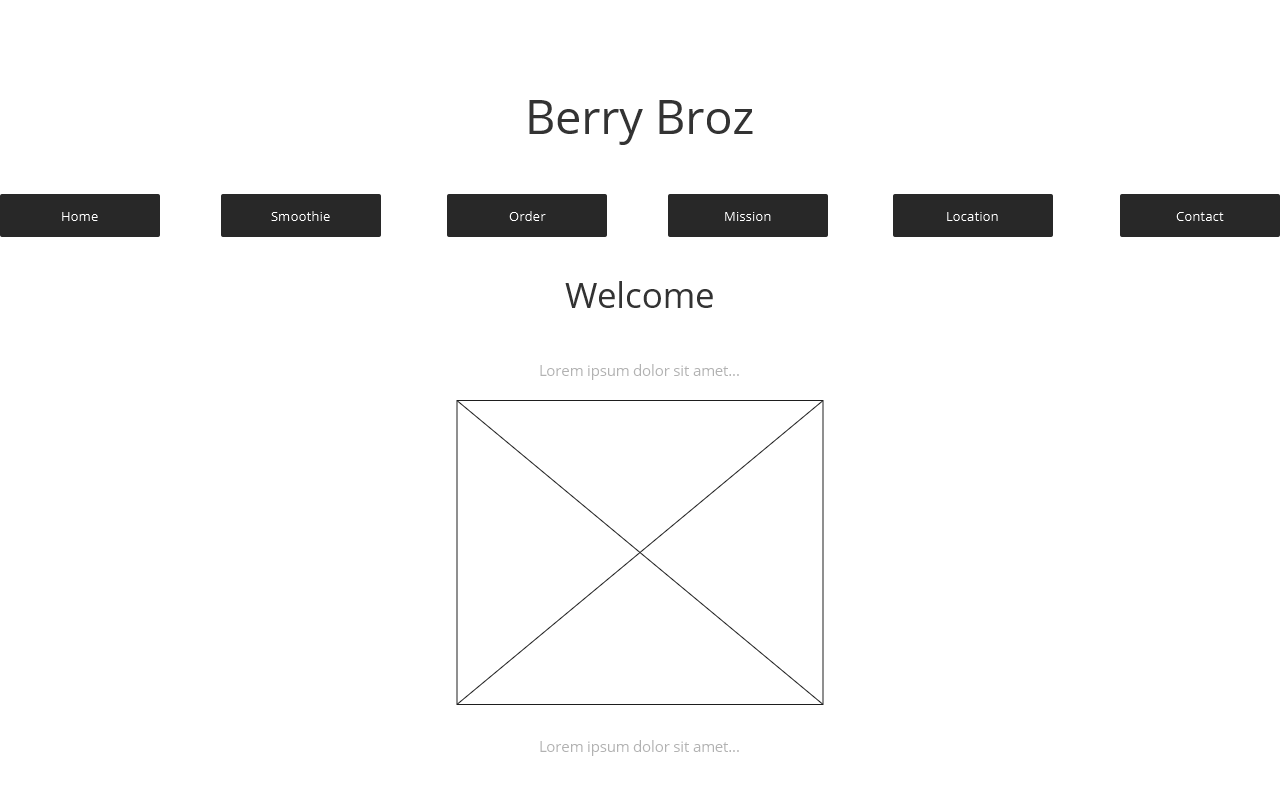 Berry Broz
Home Smoothie Order Mission Location Contact
Welcome
Lorem ipsum dolor sit amet...
Lorem ipsum dolor sit amet...